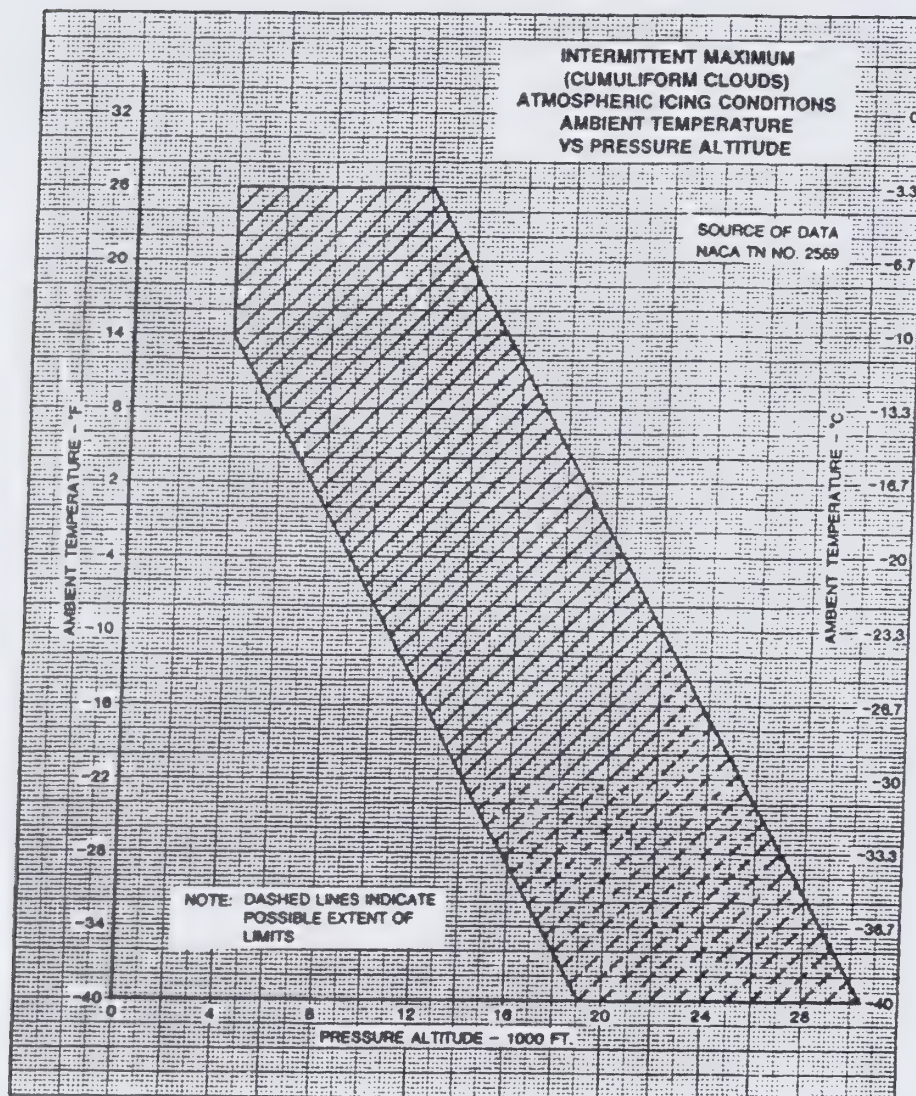 INTERMITTENT MAXIMUM
(CUMULIFORM CLOUDS)
ATMOSPHERIC ICING CONDITIONS
AMBIENT TEMPERATURE
VS PRESSURE ALTITUDE
SOURCE OF DATA
NACA TN NO. 2569
AMBIENT TEMPERATURE - °F
32
26
20
14
8
2
-4
-10
-16
-22
-28
-34
-40
AMBIENT TEMPERATURE - °C
0
-3.3
-6.7
-10
-13.3
-16.7
-20
-23.3
-26.7
-30
-33.3
-36.7
-40
NOTE: DASHED LINES INDICATE
POSSIBLE EXTENT OF
LIMITS
0 4 8 12 16 20 24 28
PRESSURE ALTITUDE - 1000 FT.